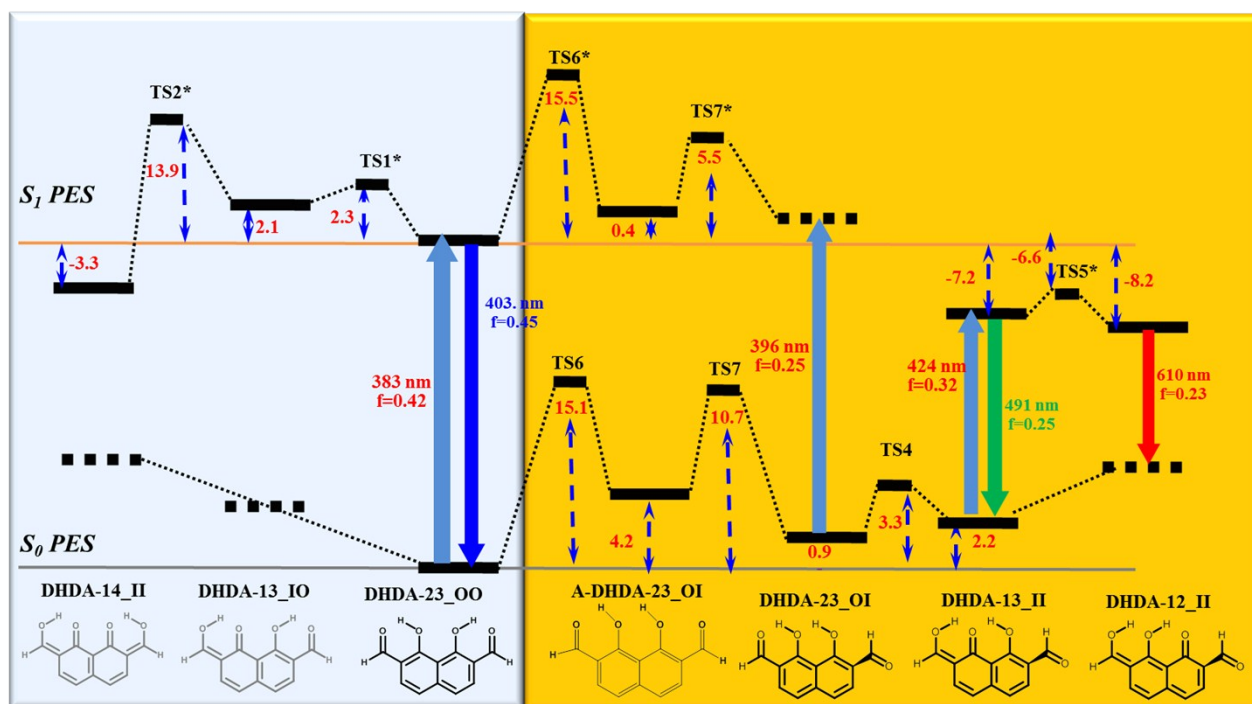 TS6*
TS2*
15.5
TS7*
13.9
TS1*
5.5
S1 PES
2.1
2.3
0.4
-3.3
-7.2
-6.6
TS5*
-8.2
403. nm
f=0.45
383 nm
f=0.42
396 nm
f=0.25
424 nm
f=0.32
491 nm
f=0.25
610 nm
f=0.23
TS6
15.1
TS7
10.7
TS4
4.2
0.9
3.3
2.2
S0 PES
DHDA-14_II
DHDA-13_IO
DHDA-23_OO
A-DHDA-23_OI
DHDA-23_OI
DHDA-13_II
DHDA-12_II
H
O
O
O
O
H
H
H
H
O
O
O
H
H
O
H
H
O
H
O
O
H
O
H
H
O
H
O
O
H
O
H
H
O
H
O
O
H
H
O
H
O
O
H
H
O
H
H
O
H
O
O
H
H
O